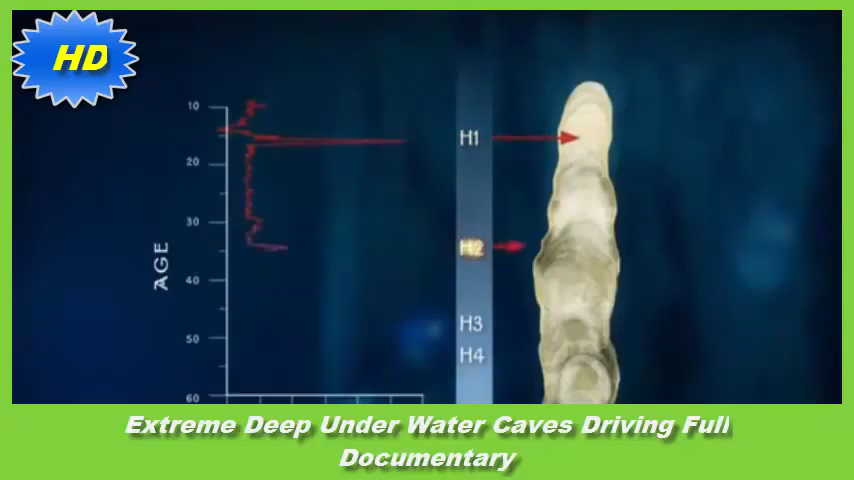 HD
10
20
30
40
50
60
AGE
H1
H2
H3
H4
Extreme Deep Under Water Caves Driving Full
Documentary